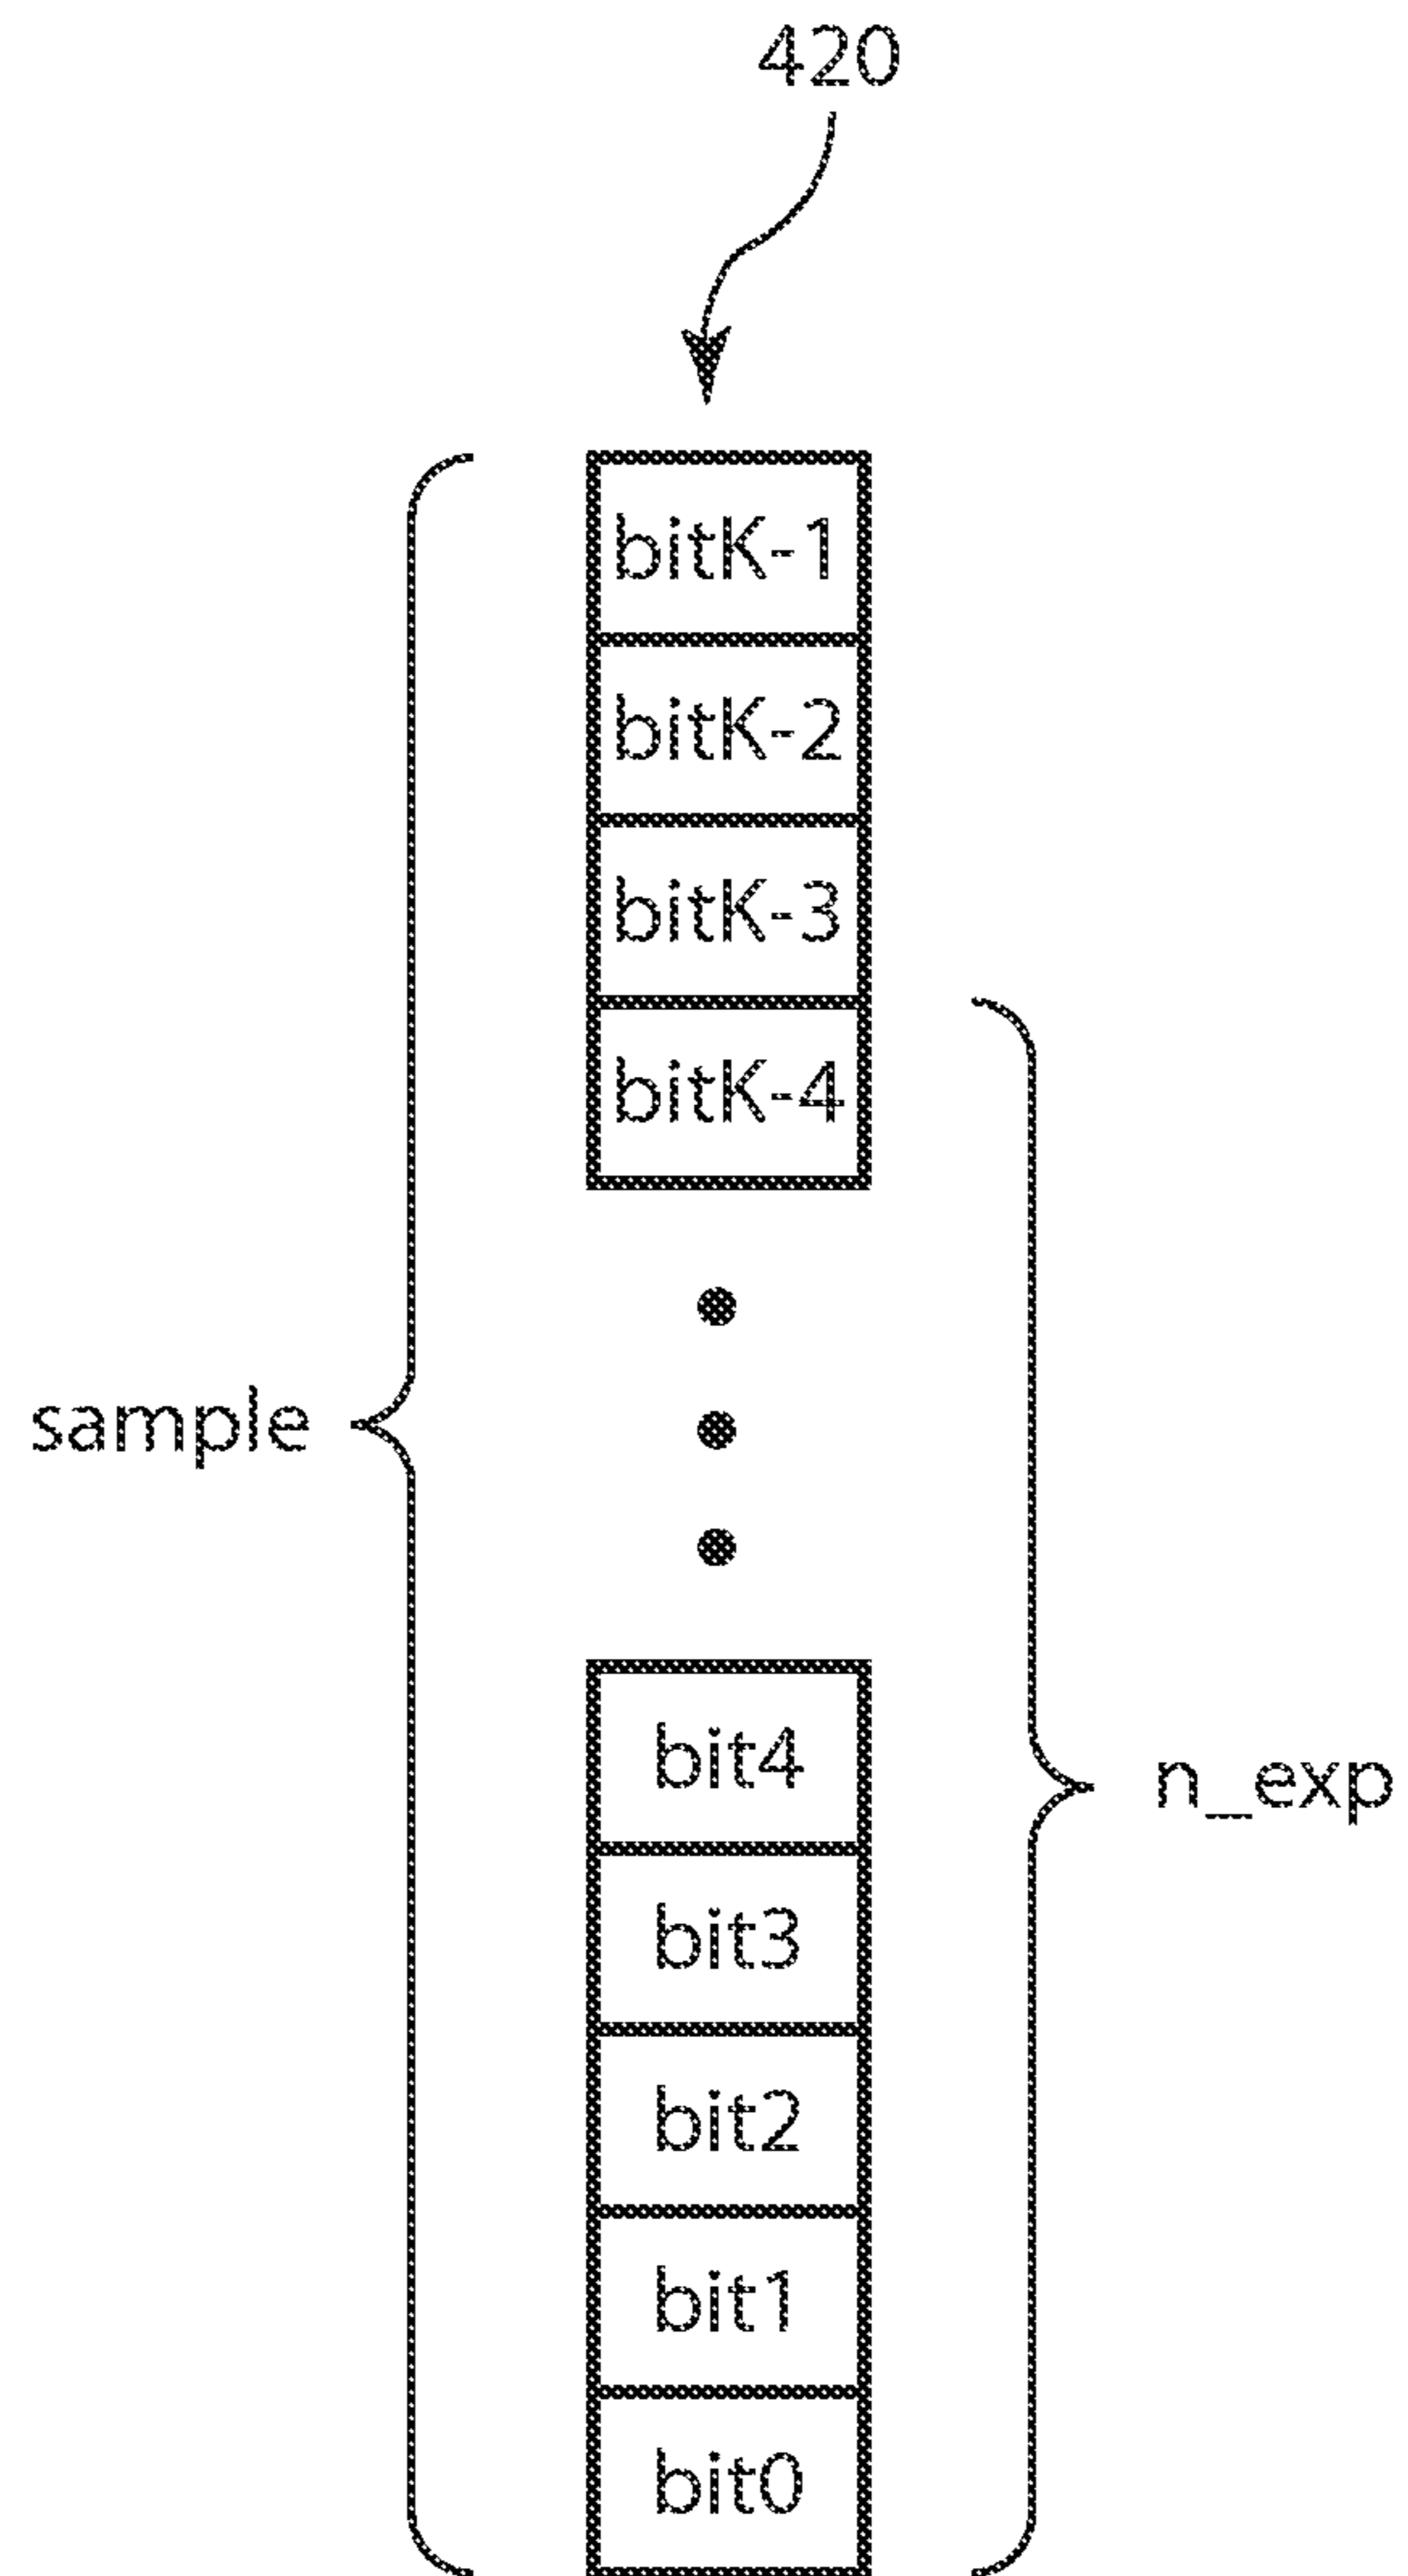 420
bitK-1
bitK-2
bitK-3
bitK-4
sample
bit4
n_exp
bit3
bit2
bit1
bit0